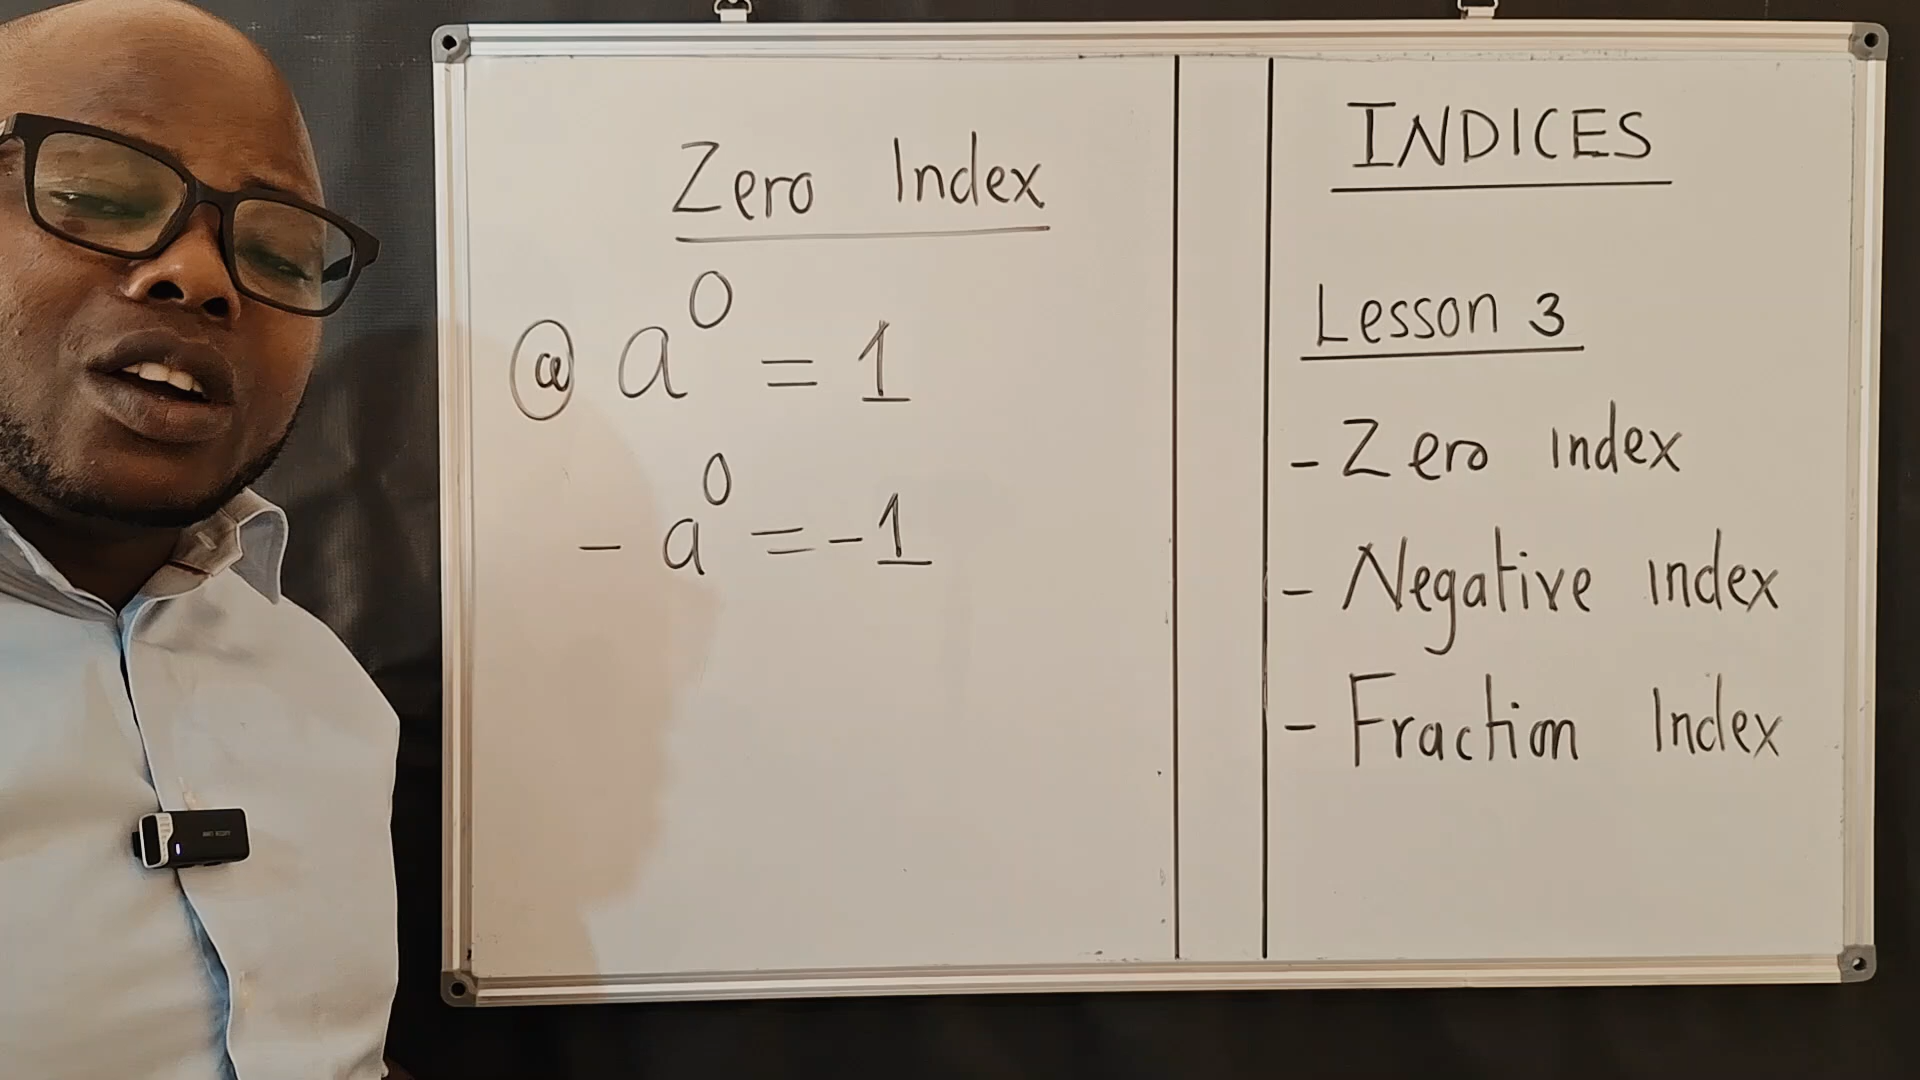 Zero Index
ⓐ a⁰ = 1
- a⁰ = -1
INDICES
Lesson 3
- Zero index
- Negative index
- Fraction Index